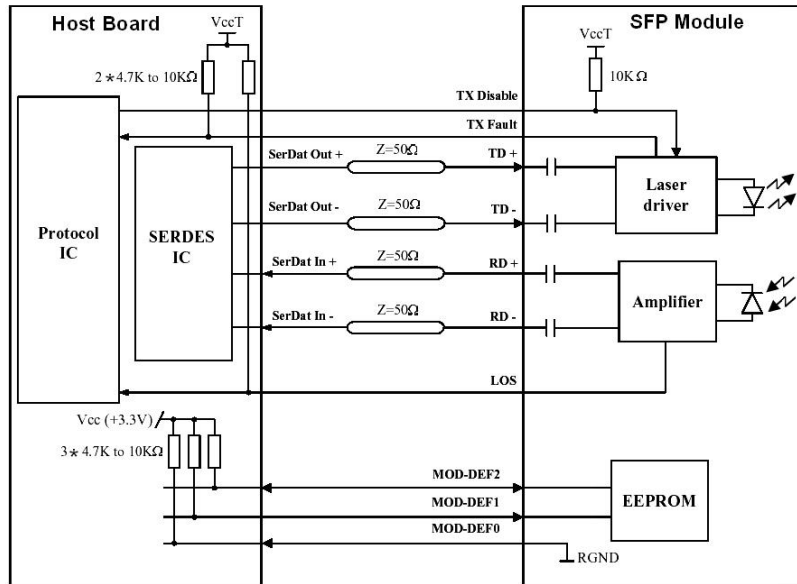 Host Board
SFP Module
VccT
VccT
2*4.7K to 10KΩ
10KΩ
TX Disable
TX Fault
SerDat Out +
Z=50Ω
TD +
SerDat Out -
Z=50Ω
TD -
Laser
driver
Protocol
IC
SERDES
IC
SerDat In +
Z=50Ω
RD +
SerDat In -
Z=50Ω
RD -
Amplifier
LOS
Vcc (+3.3V)
3*4.7K to 10KΩ
MOD-DEF2
MOD-DEF1
MOD-DEF0
EEPROM
RGND